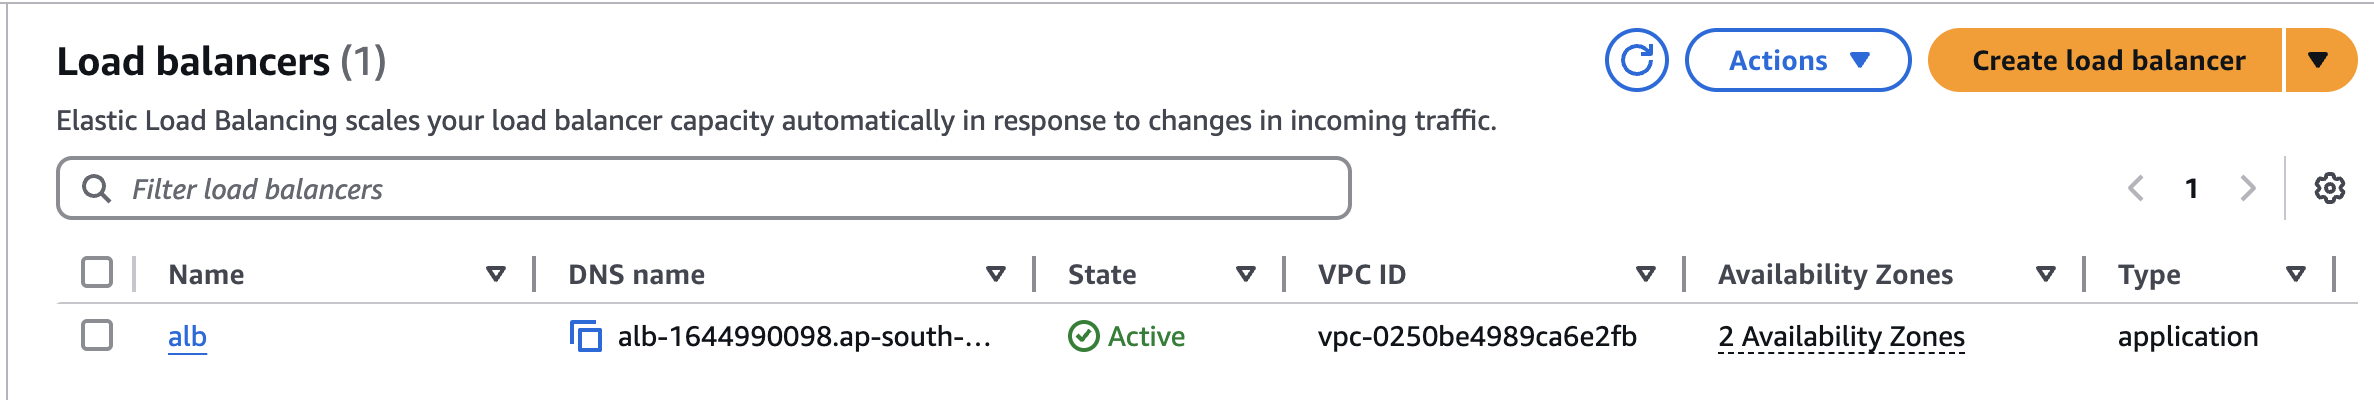 Load balancers (1)
Actions
Create load balancer
Elastic Load Balancing scales your load balancer capacity automatically in response to changes in incoming traffic.
Filter load balancers
1
Name DNS name State VPC ID Availability Zones Type
alb alb-1644990098.ap-south-... Active vpc-0250be4989ca6e2fb 2 Availability Zones application